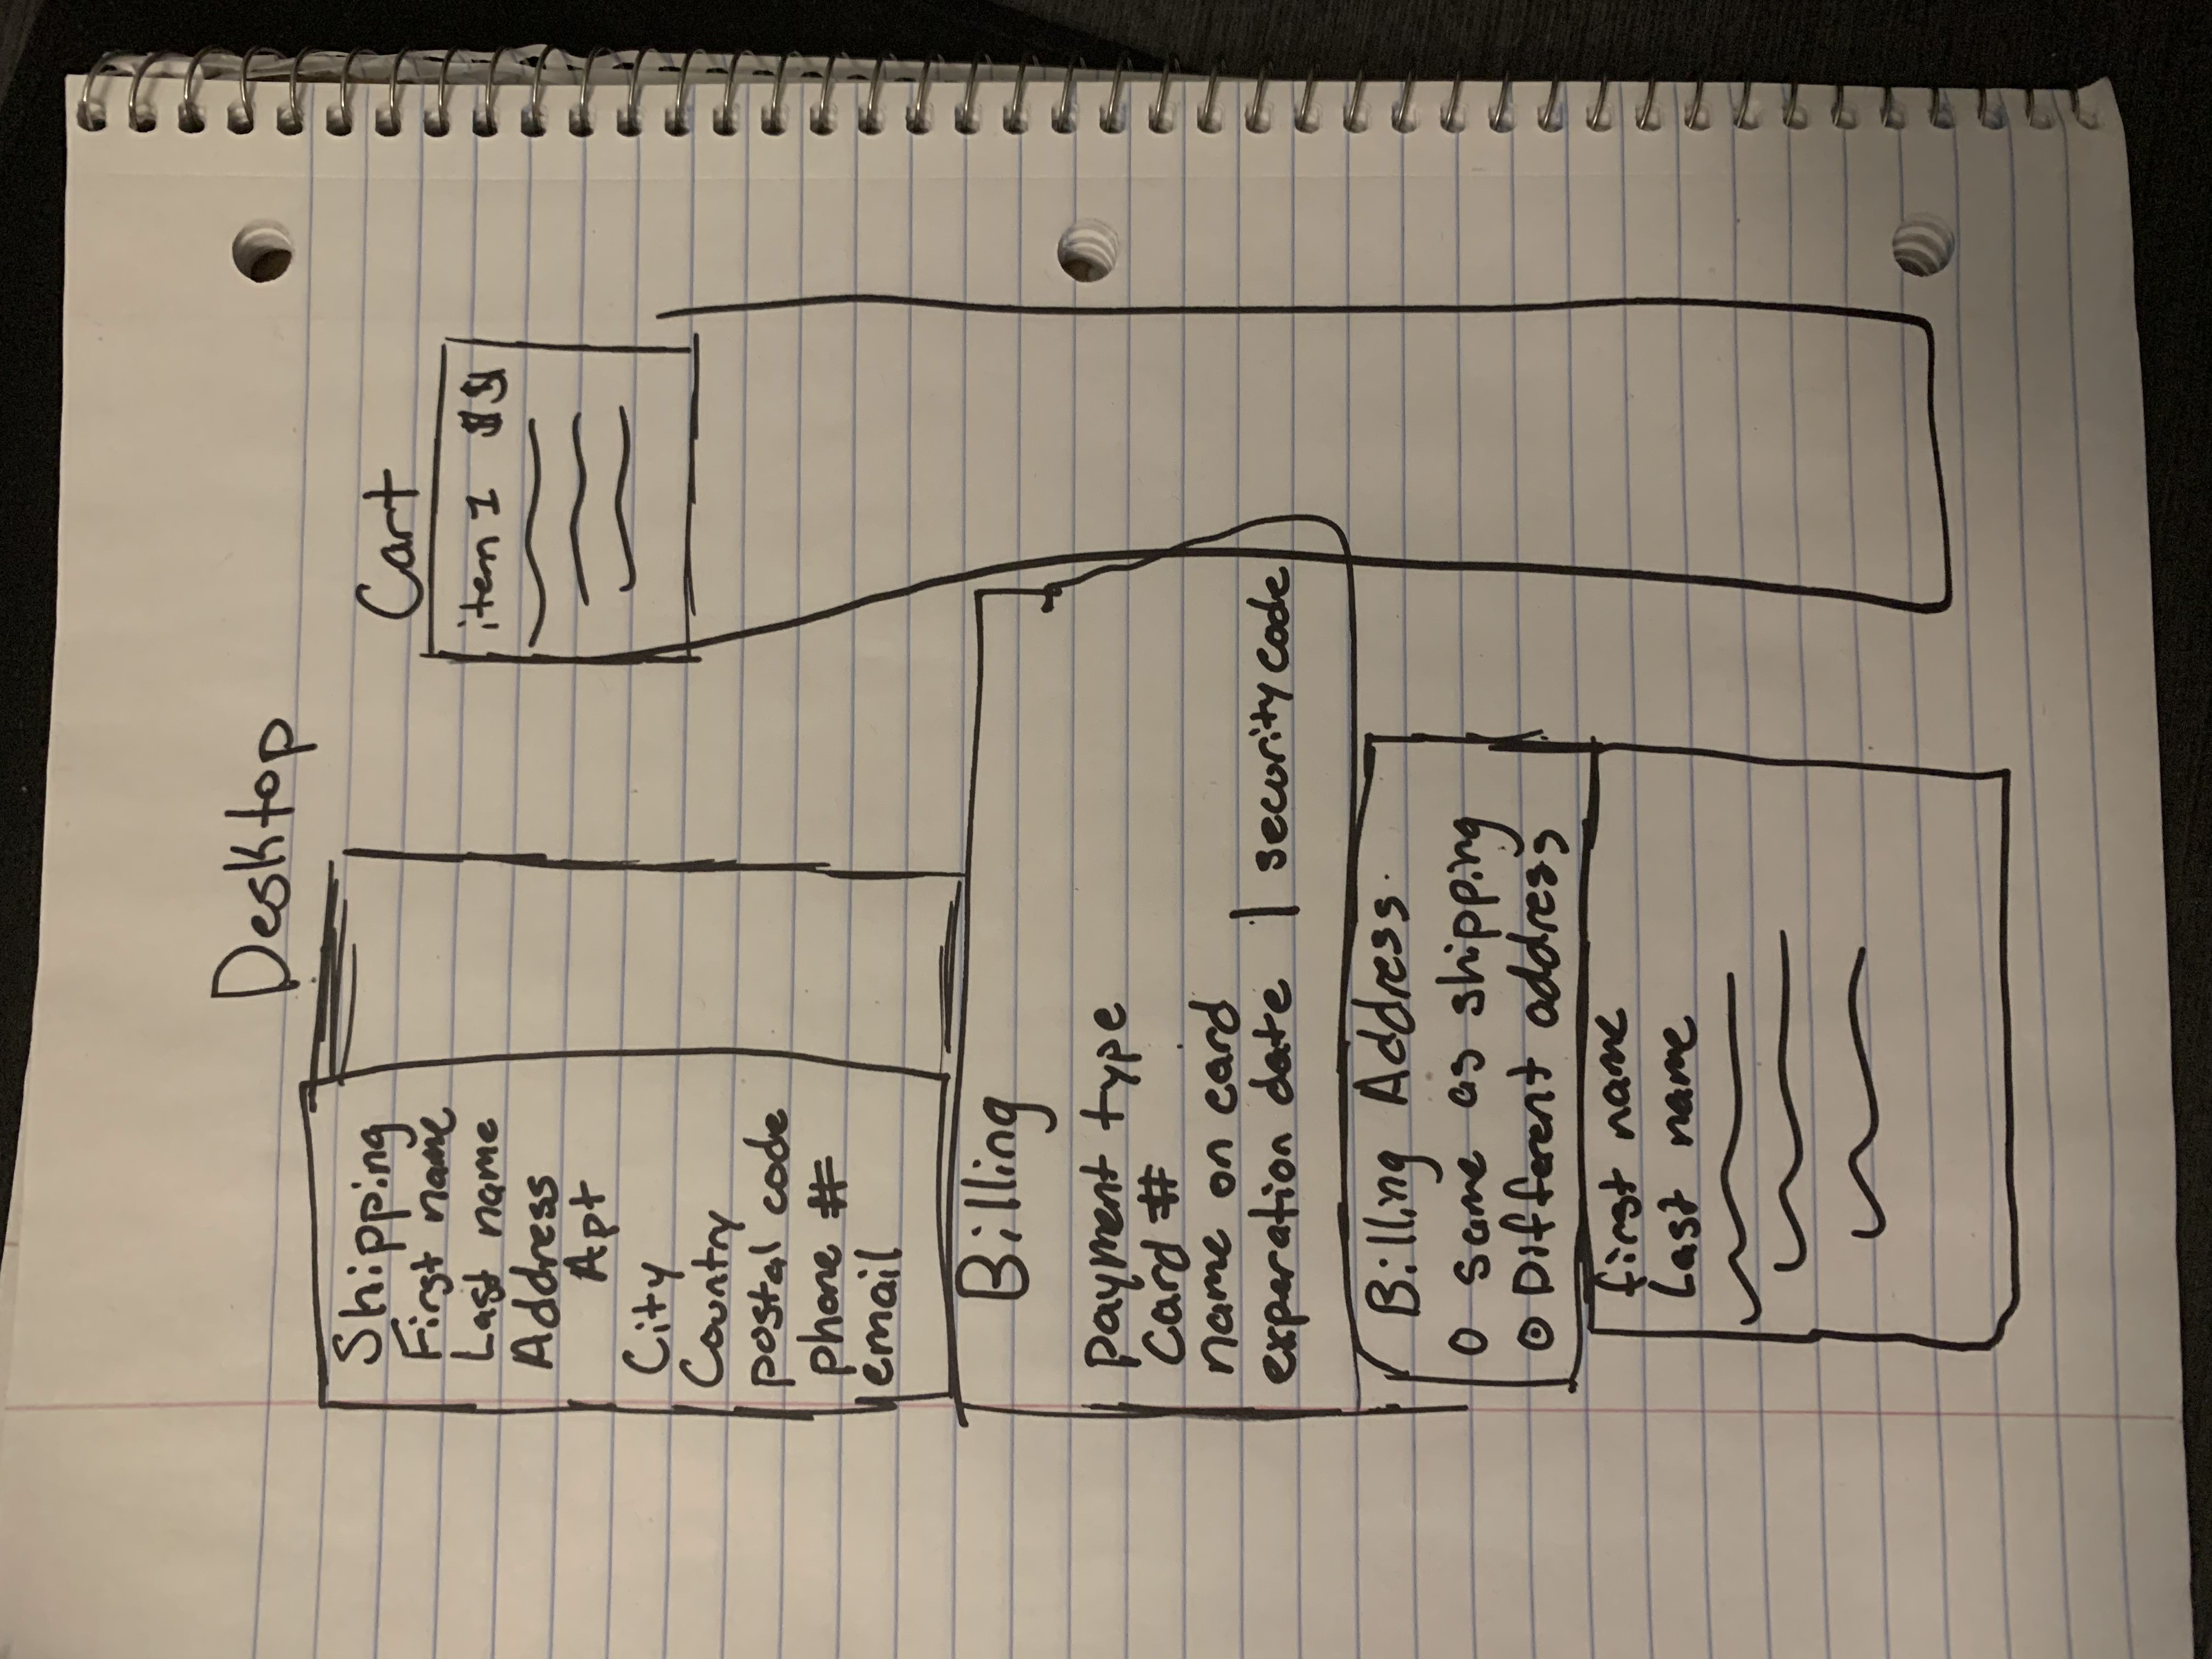 Desktop
Shipping
First name
Last name
Address
Apt
City
Country
postal code
phone #
email
Cart
item 1 $$
Billing
payment type
Card #
name on card
experation date | security code
Billing Address
O same as shipping
⊙ Different address
first name
Last name